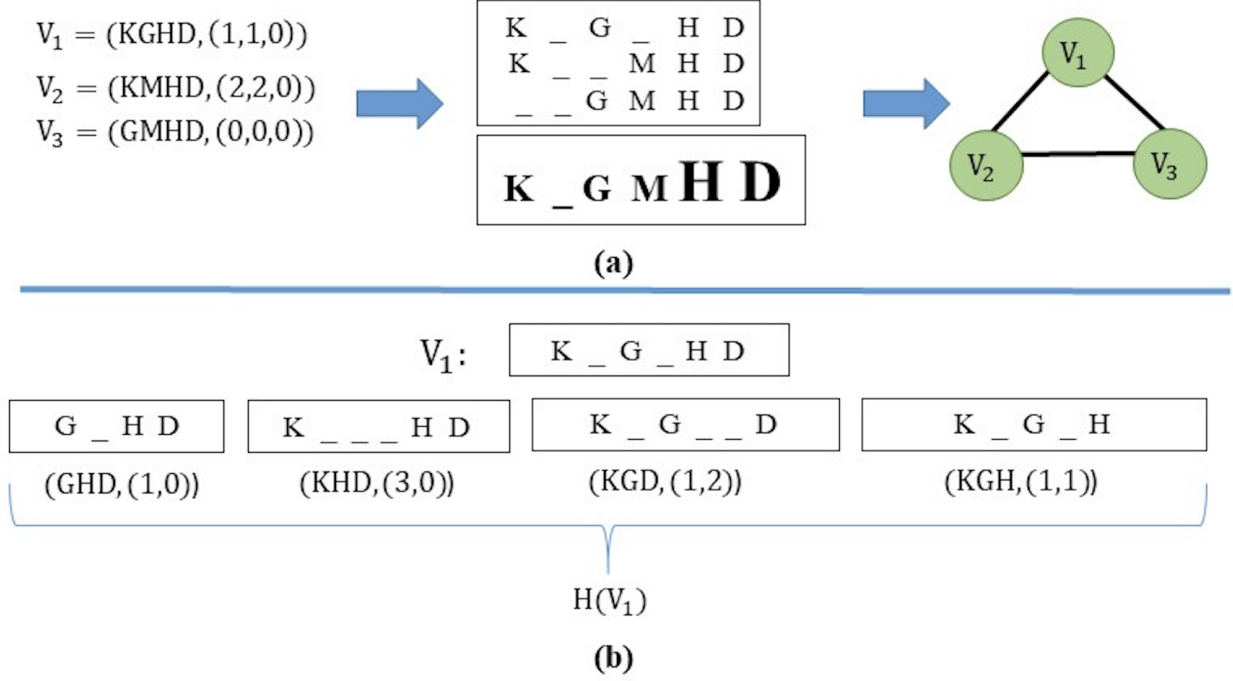 V₁ = (KGHD, (1,1,0))
V₂ = (KMHD, (2,2,0))
V₃ = (GMHD, (0,0,0))
K _ G _ H D
K _ _ M H D
_ _ G M H D
K _ G M H D
V₁
V₂ V₃
(a)
V₁: K _ G _ H D
G _ H D K _ _ _ H D K _ G _ _ D K _ G _ H
(GHD, (1,0)) (KHD, (3,0)) (KGD, (1,2)) (KGH, (1,1))
H(V₁)
(b)